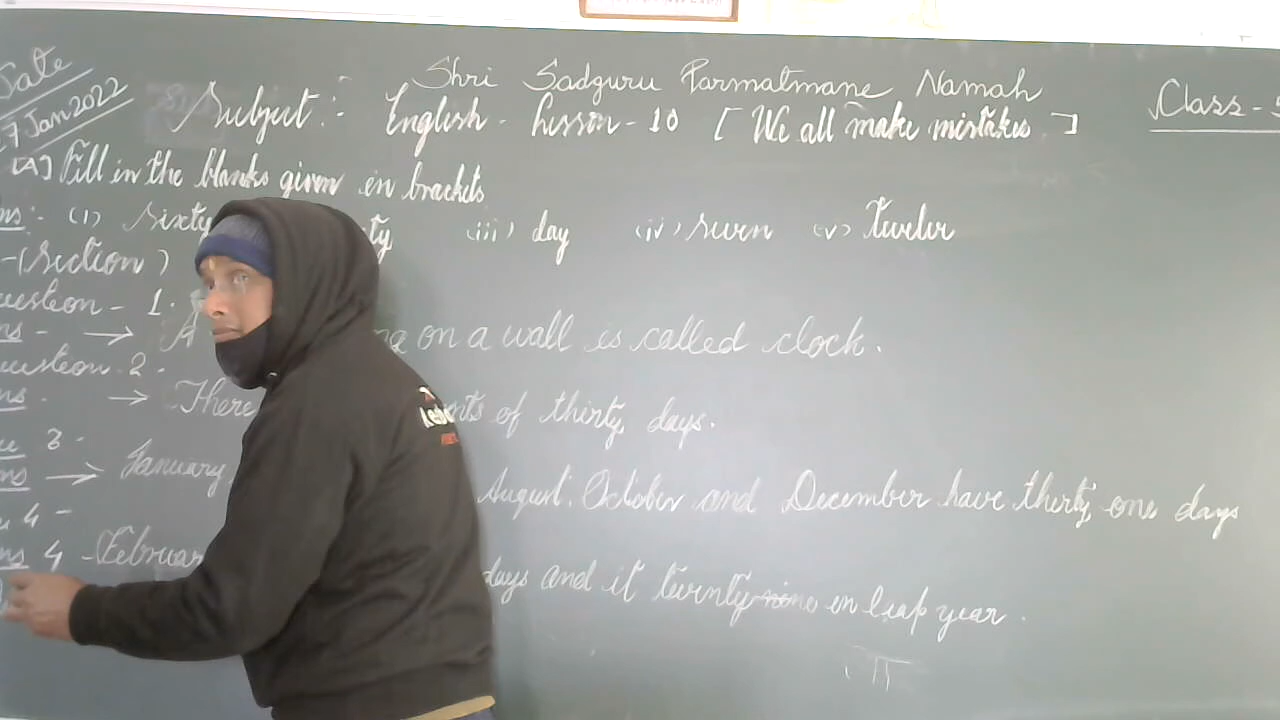 Shri Sadguru Parmatmane Namah
Date
7 Jan 2022
Subject :- English - Lesson - 10 [ We all make mistakes ]
Class - 5
[A] Fill in the blanks given in brackets
ns:- (i) Sixty ty (iii) day (iv) seven (v) Twelve
-(section)
uestion - 1.
ns - → A on a wall is called clock.
uestion 2.
ns. → There nts of thirty days.
3 -
ns → January August, October and December have thirty one days
u 4 -
ns 4 - Februar days and it twenty in leap year.